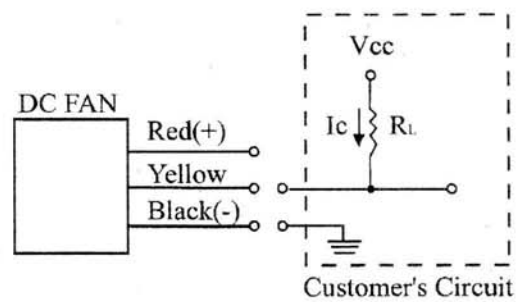 Vcc
DC FAN
Ic
RL
Red(+)
Yellow
Black(-)
Customer's Circuit